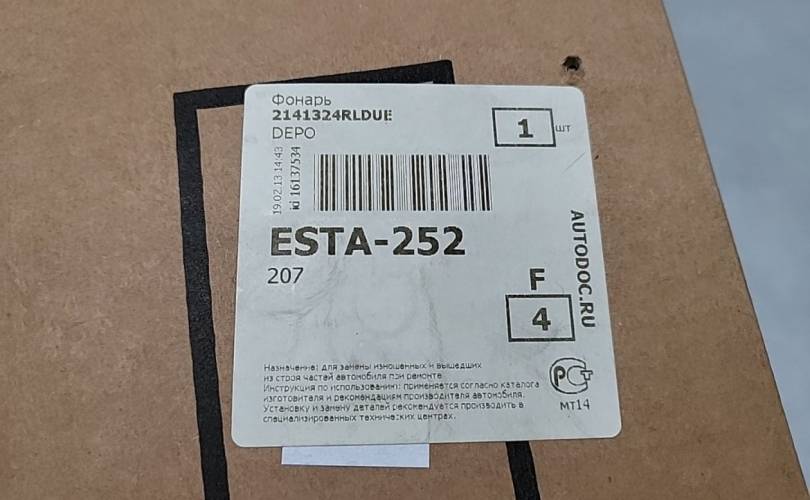 Фонарь
2141324RLDUE
DEPO
1 шт
19.02.13 14:43
id 16137534
ESTA-252
207
AUTODOC.RU
F
4
Назначение: для замены изношенных и вышедших
из строя частей автомобиля при ремонте.
Инструкция по использованию: применяется согласно каталога
изготовителя и рекомендациям производителя автомобиля.
Установку и замену деталей рекомендуется производить в
специализированных технических центрах.
РСТ
МТ14